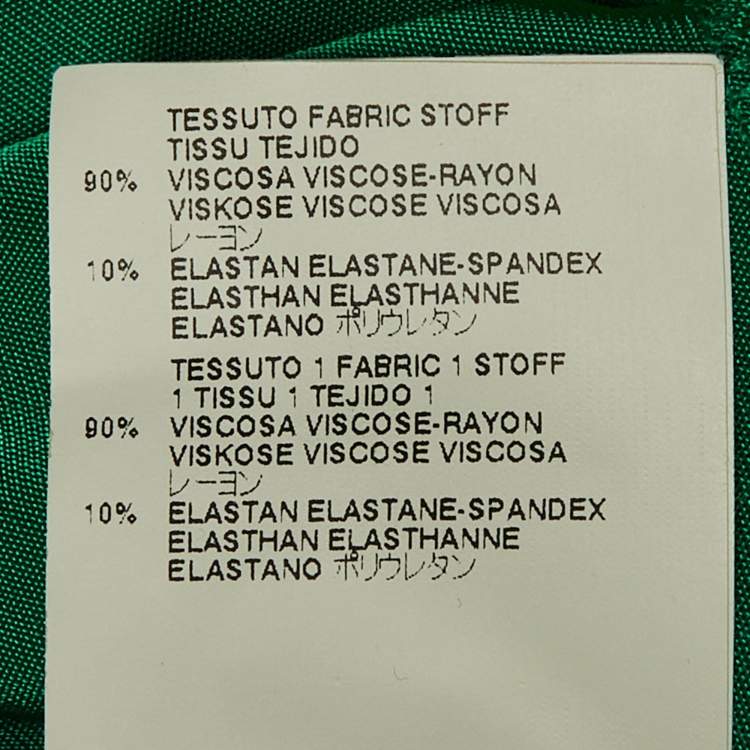 TESSUTO FABRIC STOFF
TISSU TEJIDO
90% VISCOSA VISCOSE-RAYON
VISKOSE VISCOSE VISCOSA
レーヨン
10% ELASTAN ELASTANE-SPANDEX
ELASTHAN ELASTHANNE
ELASTANO ポリウレタン
TESSUTO 1 FABRIC 1 STOFF
1 TISSU 1 TEJIDO 1
90% VISCOSA VISCOSE-RAYON
VISKOSE VISCOSE VISCOSA
レーヨン
10% ELASTAN ELASTANE-SPANDEX
ELASTHAN ELASTHANNE
ELASTANO ポリウレタン